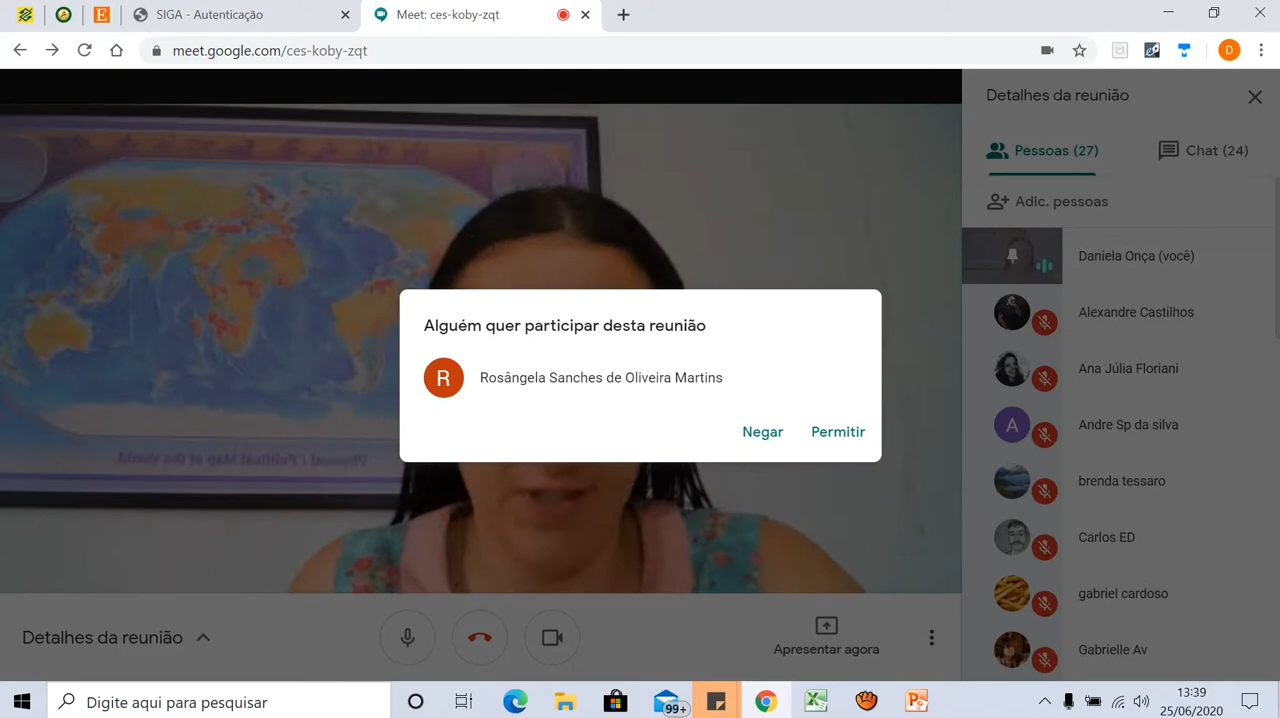 SIGA - Autenticação
Meet: ces-koby-zqt
meet.google.com/ces-koby-zqt
D
Detalhes da reunião
Pessoas (27)
Chat (24)
Adic. pessoas
Daniela Onça (você)
Alexandre Castilhos
Ana Júlia Floriani
A
Andre Sp da silva
brenda tessaro
Carlos ED
gabriel cardoso
Gabrielle Av
Alguém quer participar desta reunião
R
Rosângela Sanches de Oliveira Martins
Negar
Permitir
Detalhes da reunião
Apresentar agora
Digite aqui para pesquisar
99+
13:39
25/06/2020